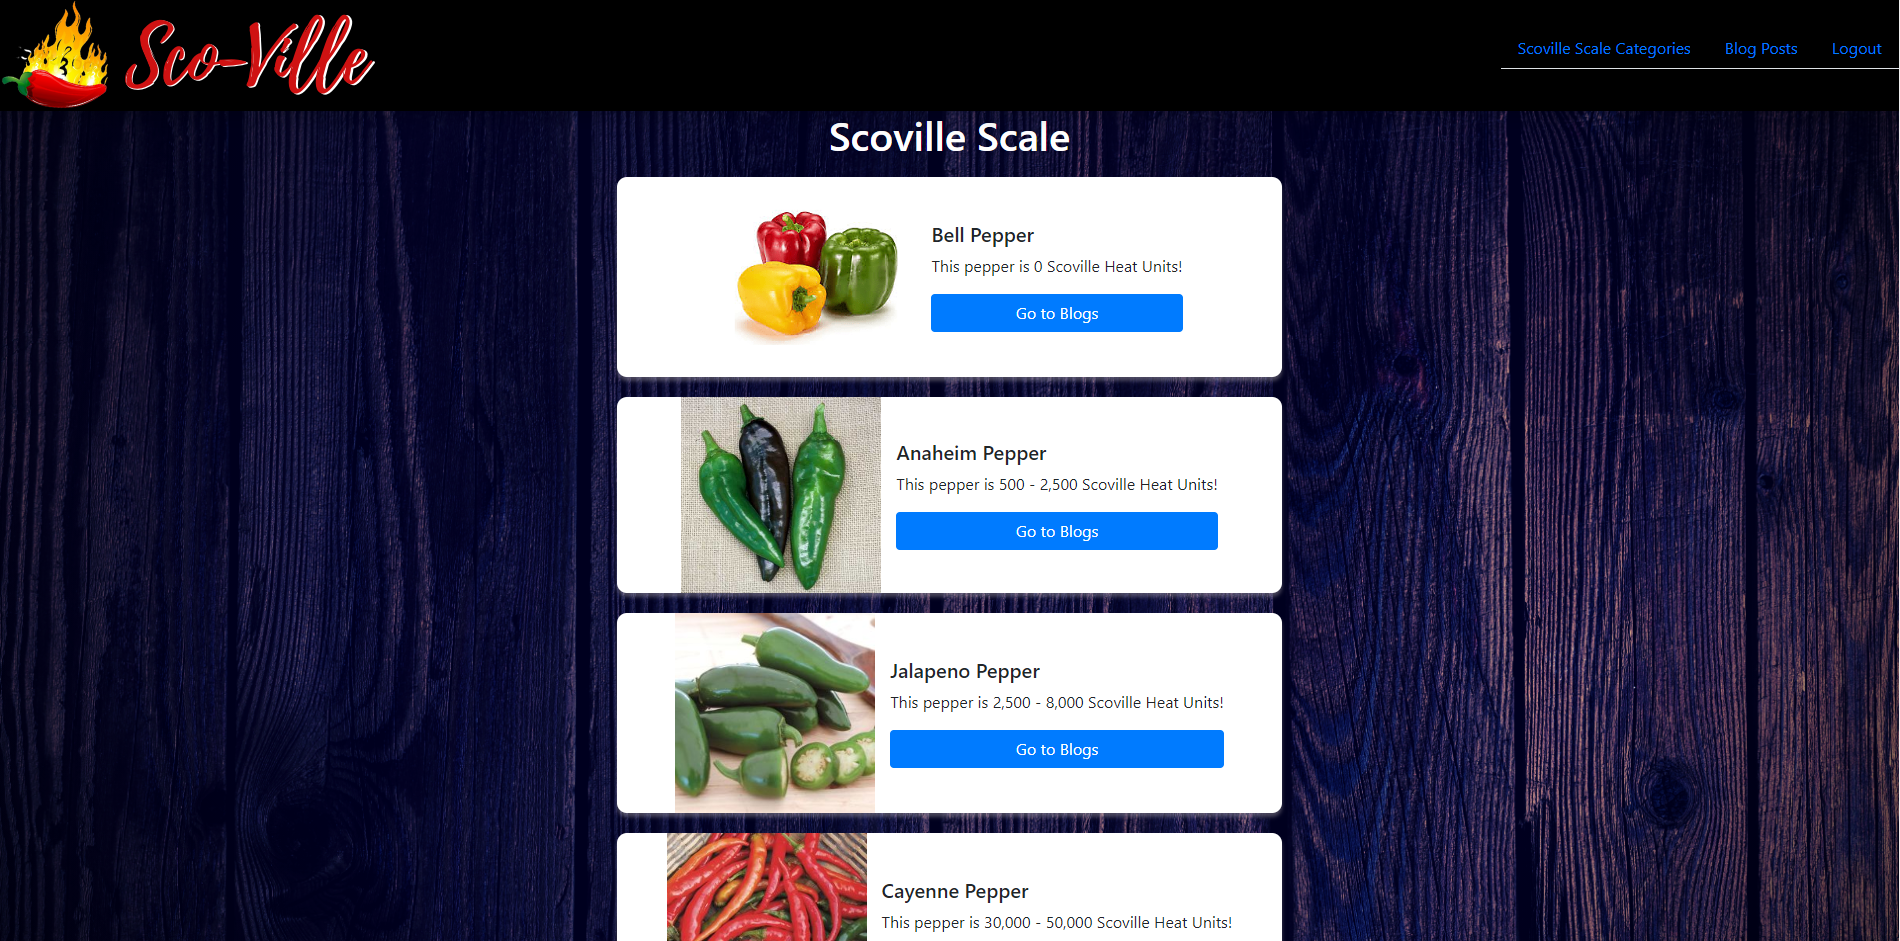 Sco-Ville
Scoville Scale Categories Blog Posts Logout
Scoville Scale
Bell Pepper
This pepper is 0 Scoville Heat Units!
Go to Blogs
Anaheim Pepper
This pepper is 500 - 2,500 Scoville Heat Units!
Go to Blogs
Jalapeno Pepper
This pepper is 2,500 - 8,000 Scoville Heat Units!
Go to Blogs
Cayenne Pepper
This pepper is 30,000 - 50,000 Scoville Heat Units!